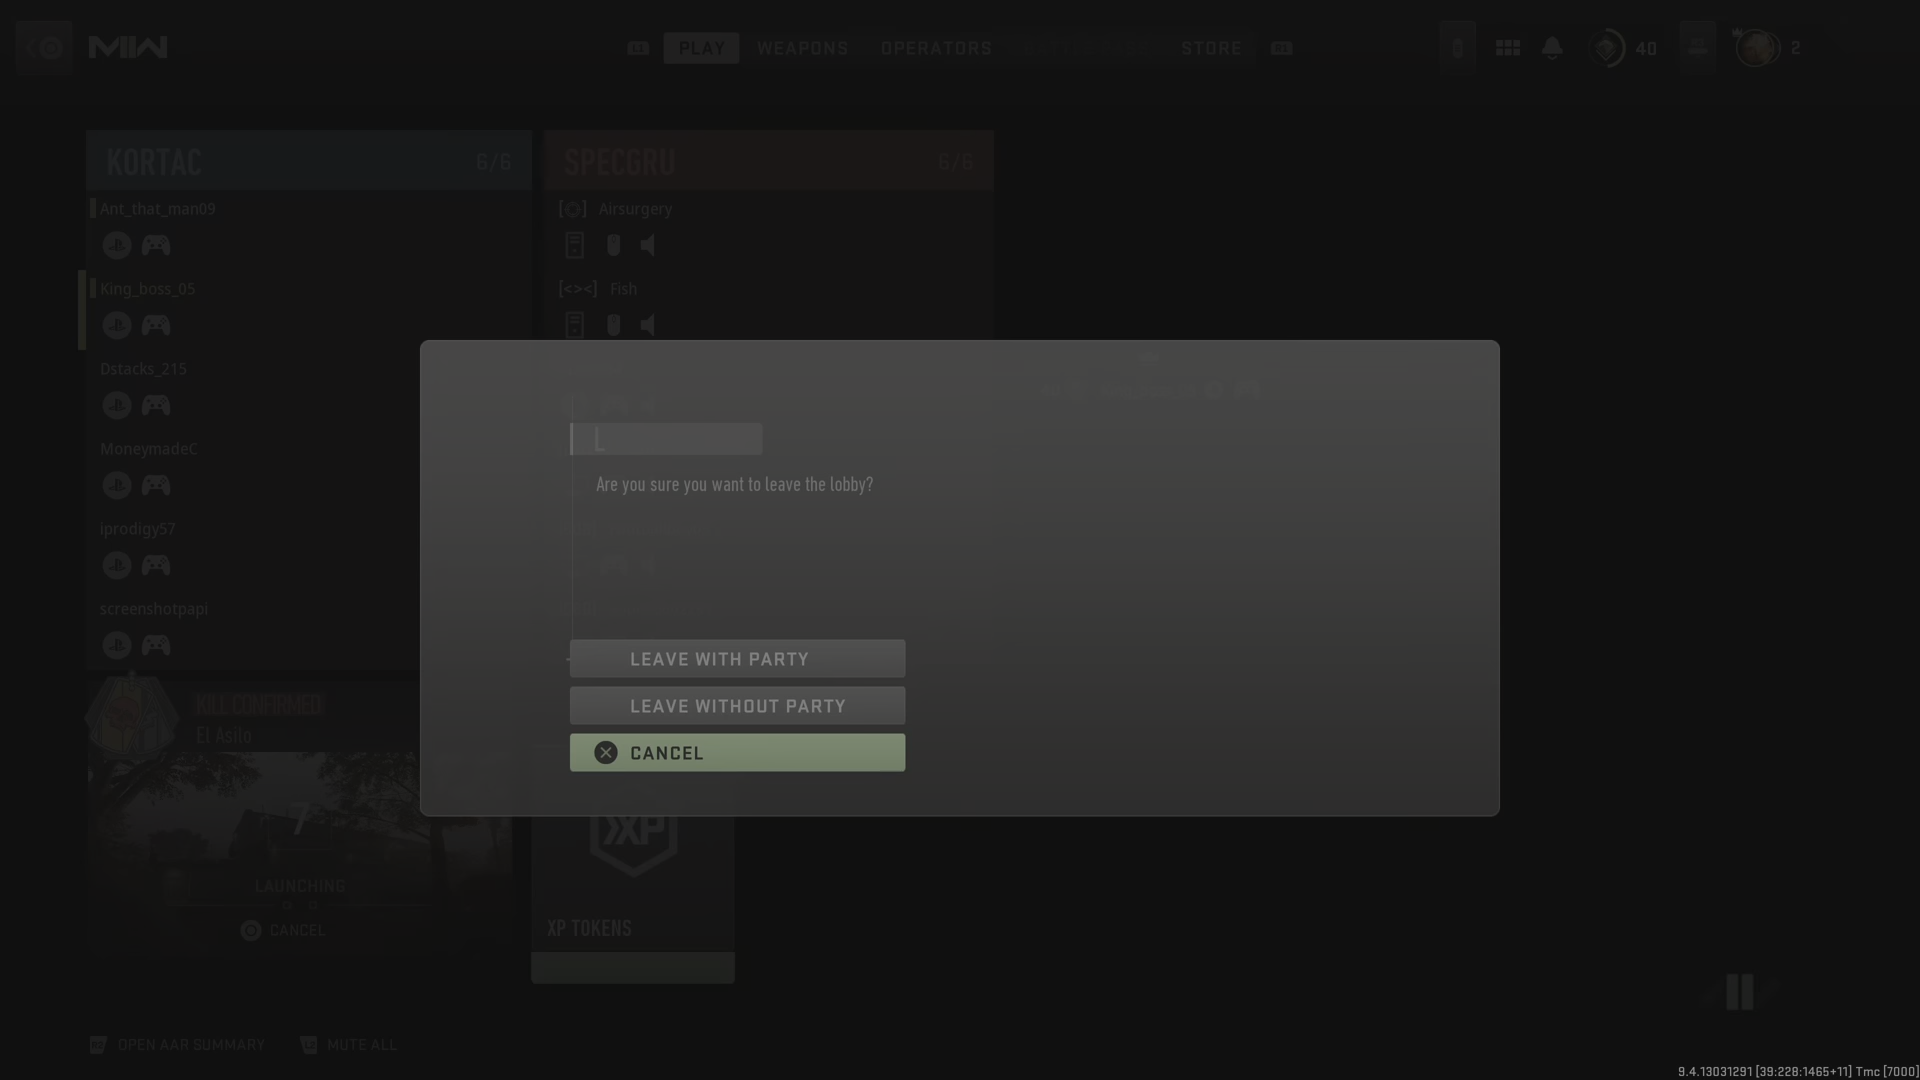 MW
PLAY WEAPONS OPERATORS STORE
40
2
KORTAC 6/6
SPECGRU 6/6
Ant_that_man09
[ ] Airsurgery
King_boss_05
[<><] Fish
Dstacks_215
MoneymadeC
iprodigy57
screenshotpapi
L
Are you sure you want to leave the lobby?
LEAVE WITH PARTY
LEAVE WITHOUT PARTY
CANCEL
KILL CONFIRMED
El Asilo
7
LAUNCHING
CANCEL
XP
XP TOKENS
OPEN AAR SUMMARY MUTE ALL
9.4.13031291 [39:228:1465+11] Tmc [7000]